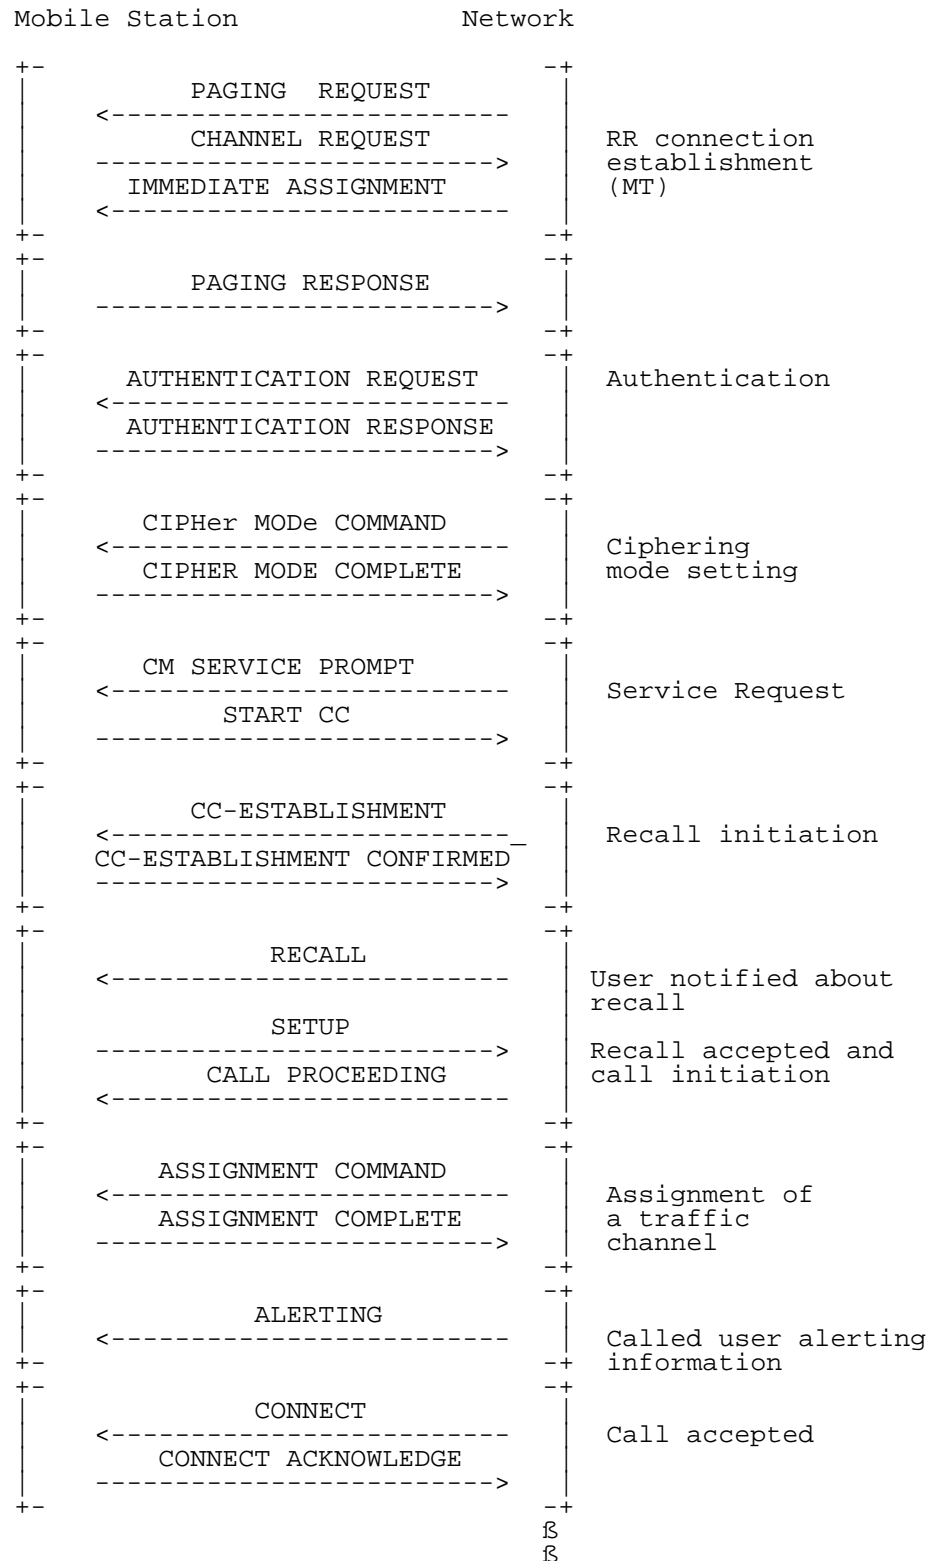 Mobile Station Network
PAGING REQUEST
CHANNEL REQUEST RR connection
establishment
IMMEDIATE ASSIGNMENT (MT)
PAGING RESPONSE
AUTHENTICATION REQUEST Authentication
AUTHENTICATION RESPONSE
CIPHer MODe COMMAND
Ciphering
CIPHER MODE COMPLETE mode setting
CM SERVICE PROMPT
Service Request
START CC
CC-ESTABLISHMENT
Recall initiation
CC-ESTABLISHMENT CONFIRMED
RECALL
User notified about
recall
SETUP
Recall accepted and
CALL PROCEEDING call initiation
ASSIGNMENT COMMAND
Assignment of
ASSIGNMENT COMPLETE a traffic
channel
ALERTING
Called user alerting
information
CONNECT
Call accepted
CONNECT ACKNOWLEDGE
ß
ß